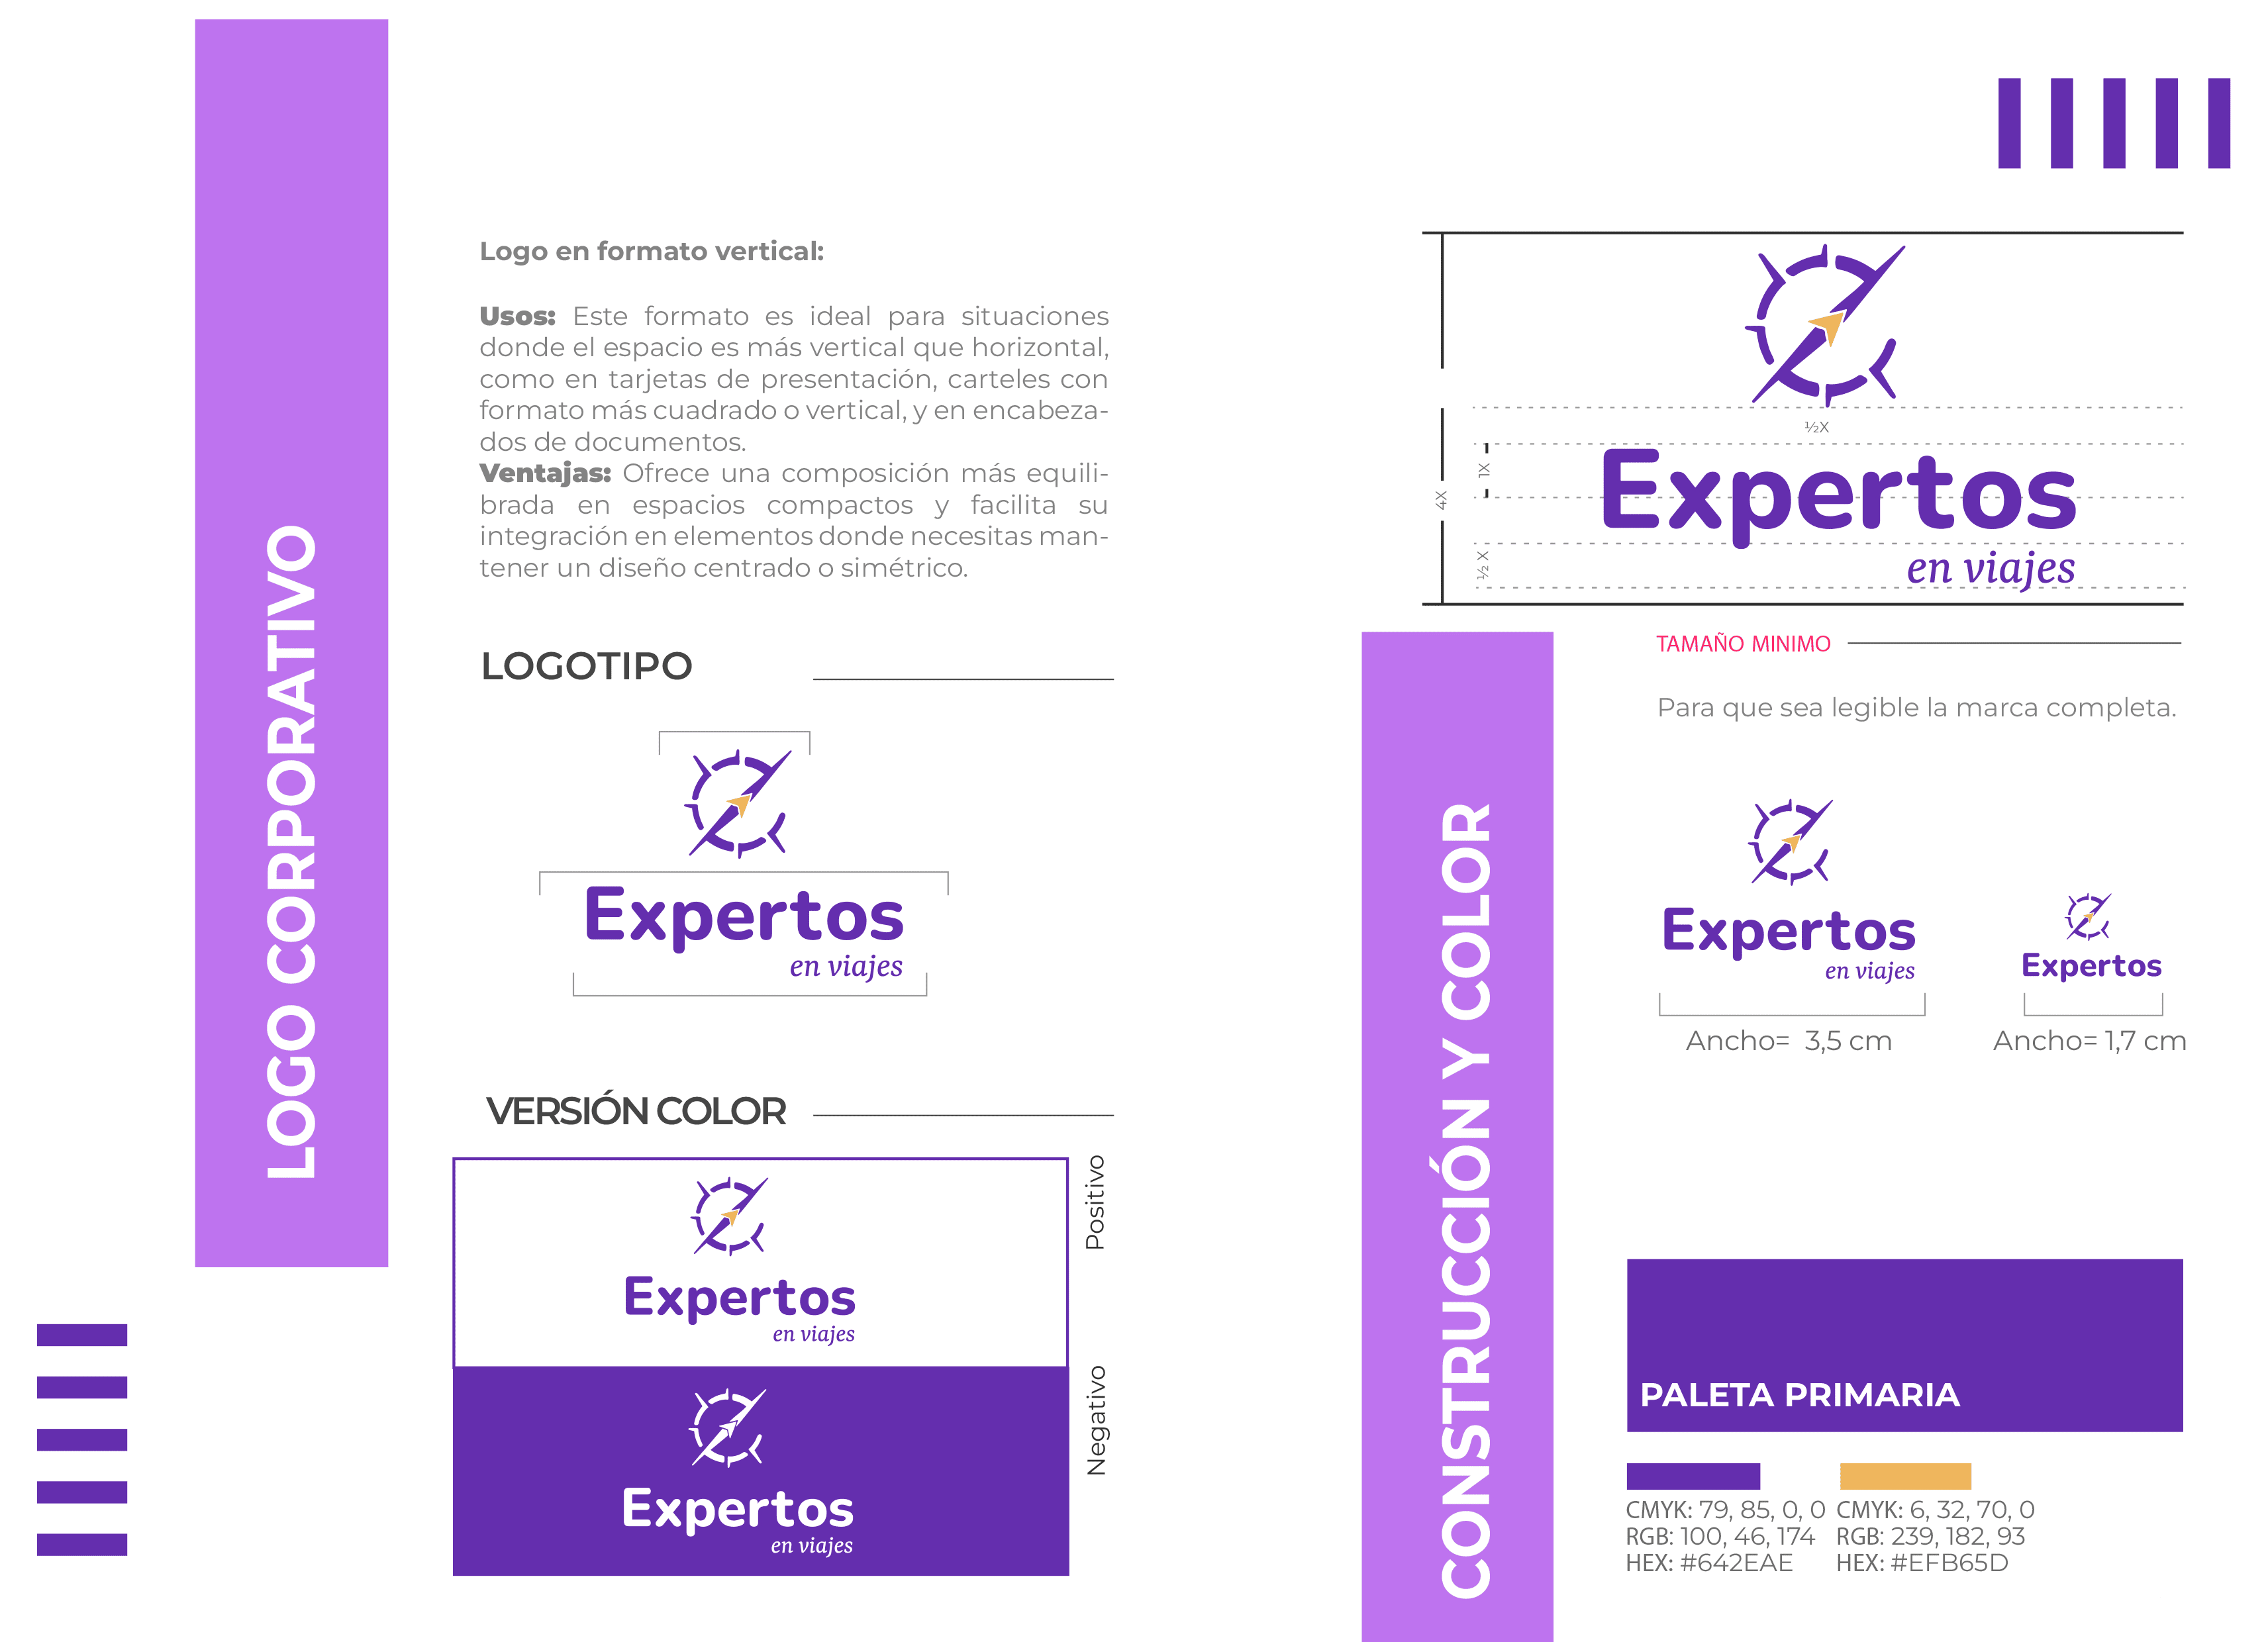 LOGO CORPORATIVO
Logo en formato vertical:
Usos: Este formato es ideal para situaciones
donde el espacio es más vertical que horizontal,
como en tarjetas de presentación, carteles con
formato más cuadrado o vertical, y en encabeza-
dos de documentos.
Ventajas: Ofrece una composición más equili-
brada en espacios compactos y facilita su
integración en elementos donde necesitas man-
tener un diseño centrado o simétrico.
LOGOTIPO
Expertos
en viajes
VERSIÓN COLOR
Positivo
Expertos
en viajes
Negativo
Expertos
en viajes
½X
4X
1X
½ X
Expertos
en viajes
CONSTRUCCIÓN Y COLOR
TAMAÑO MINIMO
Para que sea legible la marca completa.
Expertos
en viajes
Ancho= 3,5 cm
Expertos
Ancho= 1,7 cm
PALETA PRIMARIA
CMYK: 79, 85, 0, 0
RGB: 100, 46, 174
HEX: #642EAE
CMYK: 6, 32, 70, 0
RGB: 239, 182, 93
HEX: #EFB65D